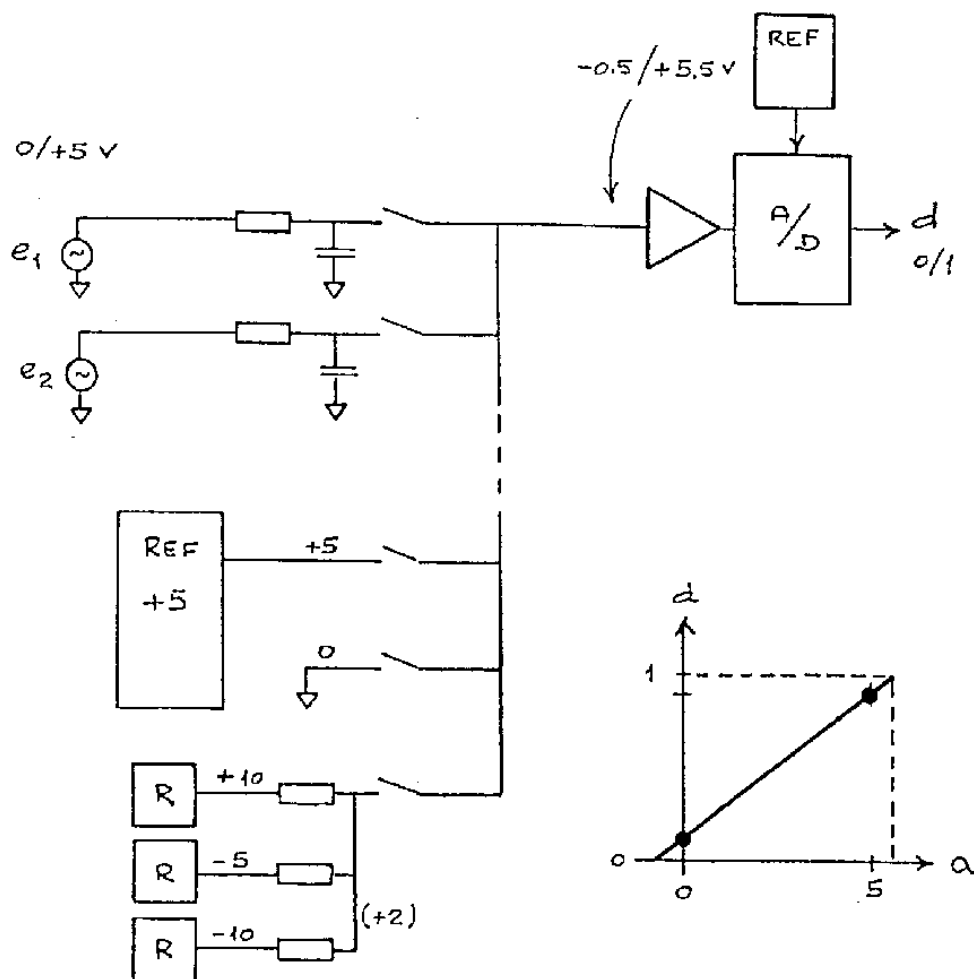 REF
-0.5/+5.5 V
0/+5 V
A/D
d
0/1
e1
e2
REF
+5
+5
0
R
+10
R
-5
(+2)
R
-10
d
1
0
0
5
a